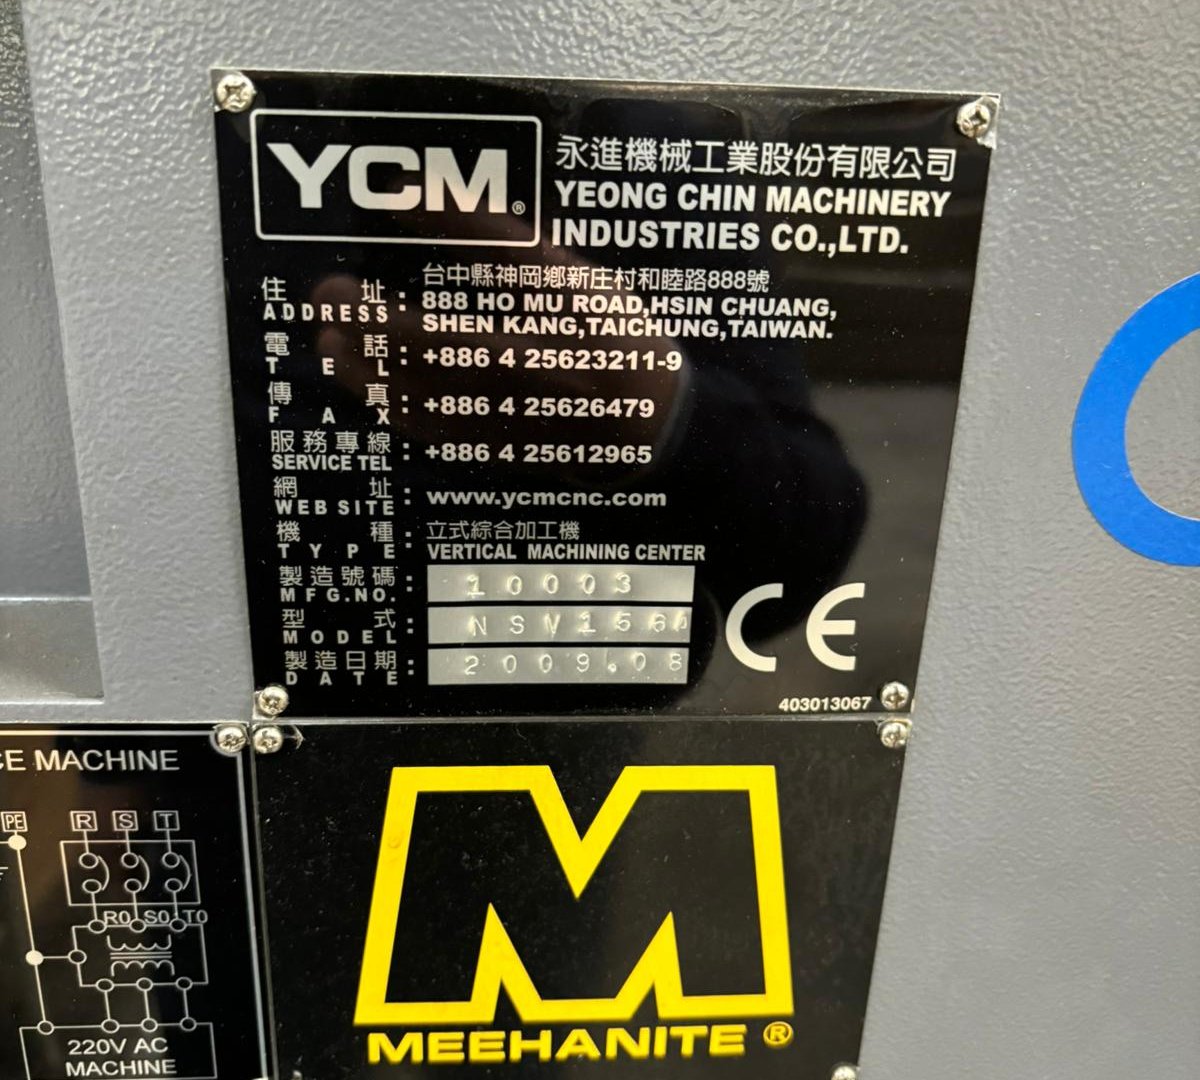 YCM®
永進機械工業股份有限公司
YEONG CHIN MACHINERY
INDUSTRIES CO.,LTD.
住址: 台中縣神岡鄉新庄村和睦路888號
ADDRESS 888 HO MU ROAD,HSIN CHUANG,
SHEN KANG,TAICHUNG,TAIWAN.
電話: +886 4 25623211-9
TEL
傳真: +886 4 25626479
FAX
服務專線: +886 4 25612965
SERVICE TEL
網址: www.ycmcnc.com
WEB SITE
機種: 立式綜合加工機
TYPE VERTICAL MACHINING CENTER
製造號碼: 10003
MFG.NO.
型式:
MODEL
製造日期: 2009.08
DATE
CE
403013067
CE MACHINE
PE R S T
R0 S0 T0
220V AC
MACHINE
M
MEEHANITE®